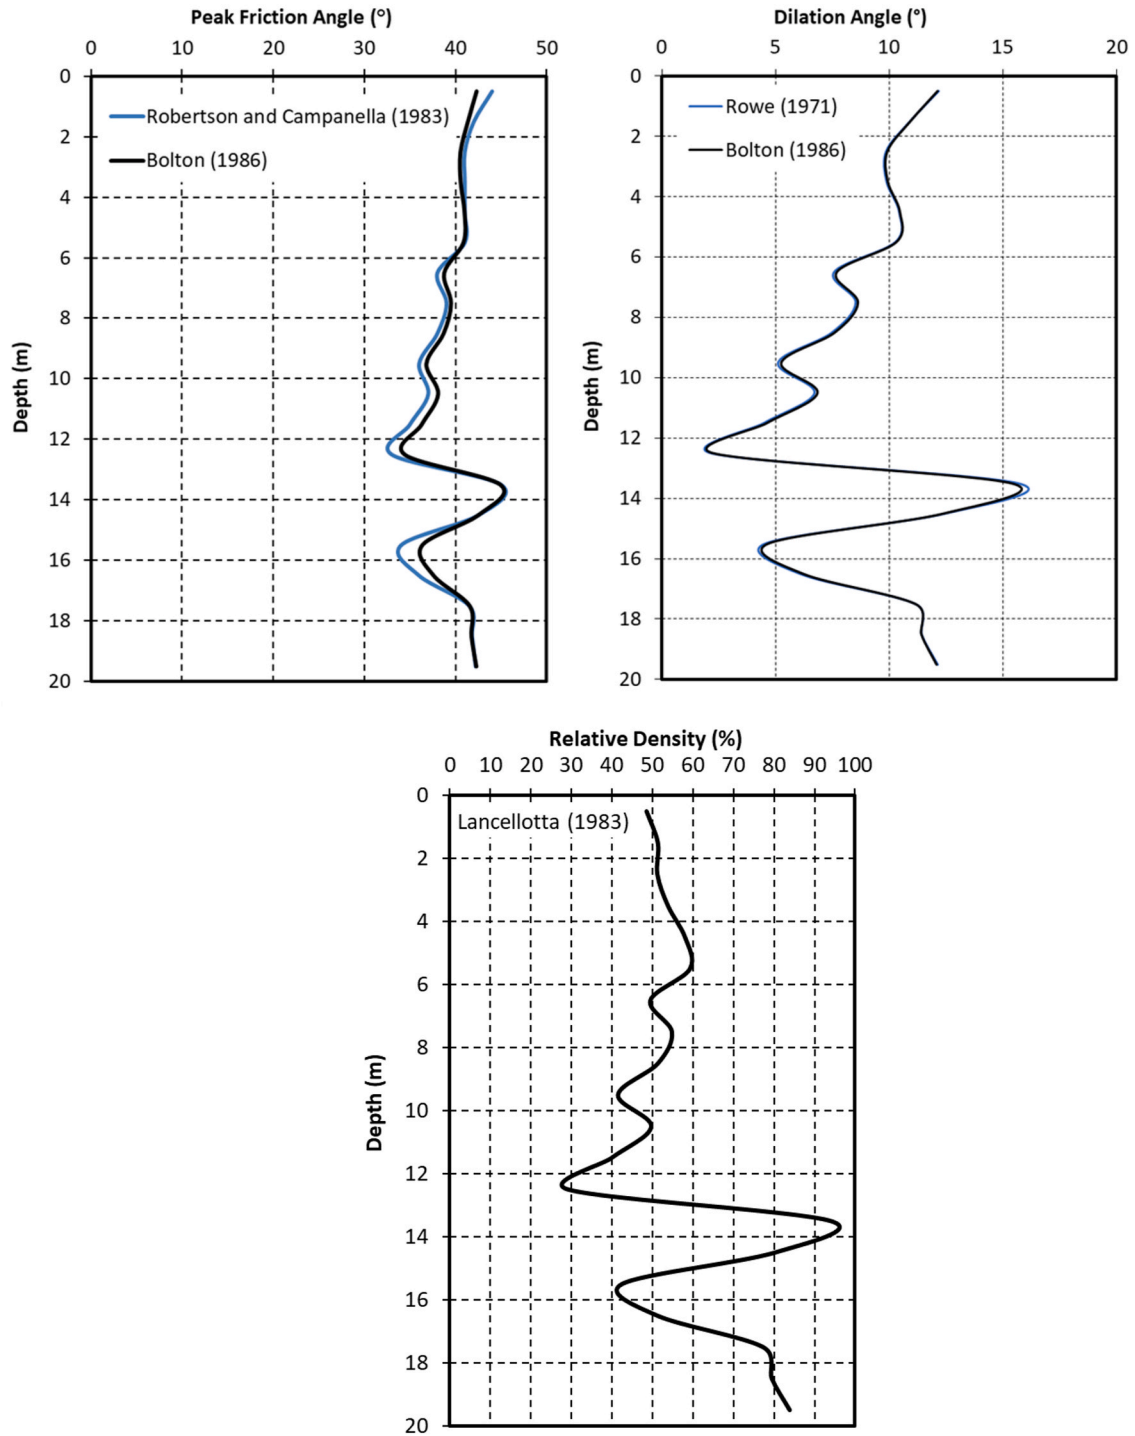 Peak Friction Angle (°)
0 10 20 30 40 50
0
2
4
6
8
10
12
14
16
18
20
Depth (m)
Robertson and Campanella (1983)
Bolton (1986)
Dilation Angle (°)
0 5 10 15 20
0
2
4
6
8
10
12
14
16
18
20
Depth (m)
Rowe (1971)
Bolton (1986)
Relative Density (%)
0 10 20 30 40 50 60 70 80 90 100
0
2
4
6
8
10
12
14
16
18
20
Depth (m)
Lancellotta (1983)